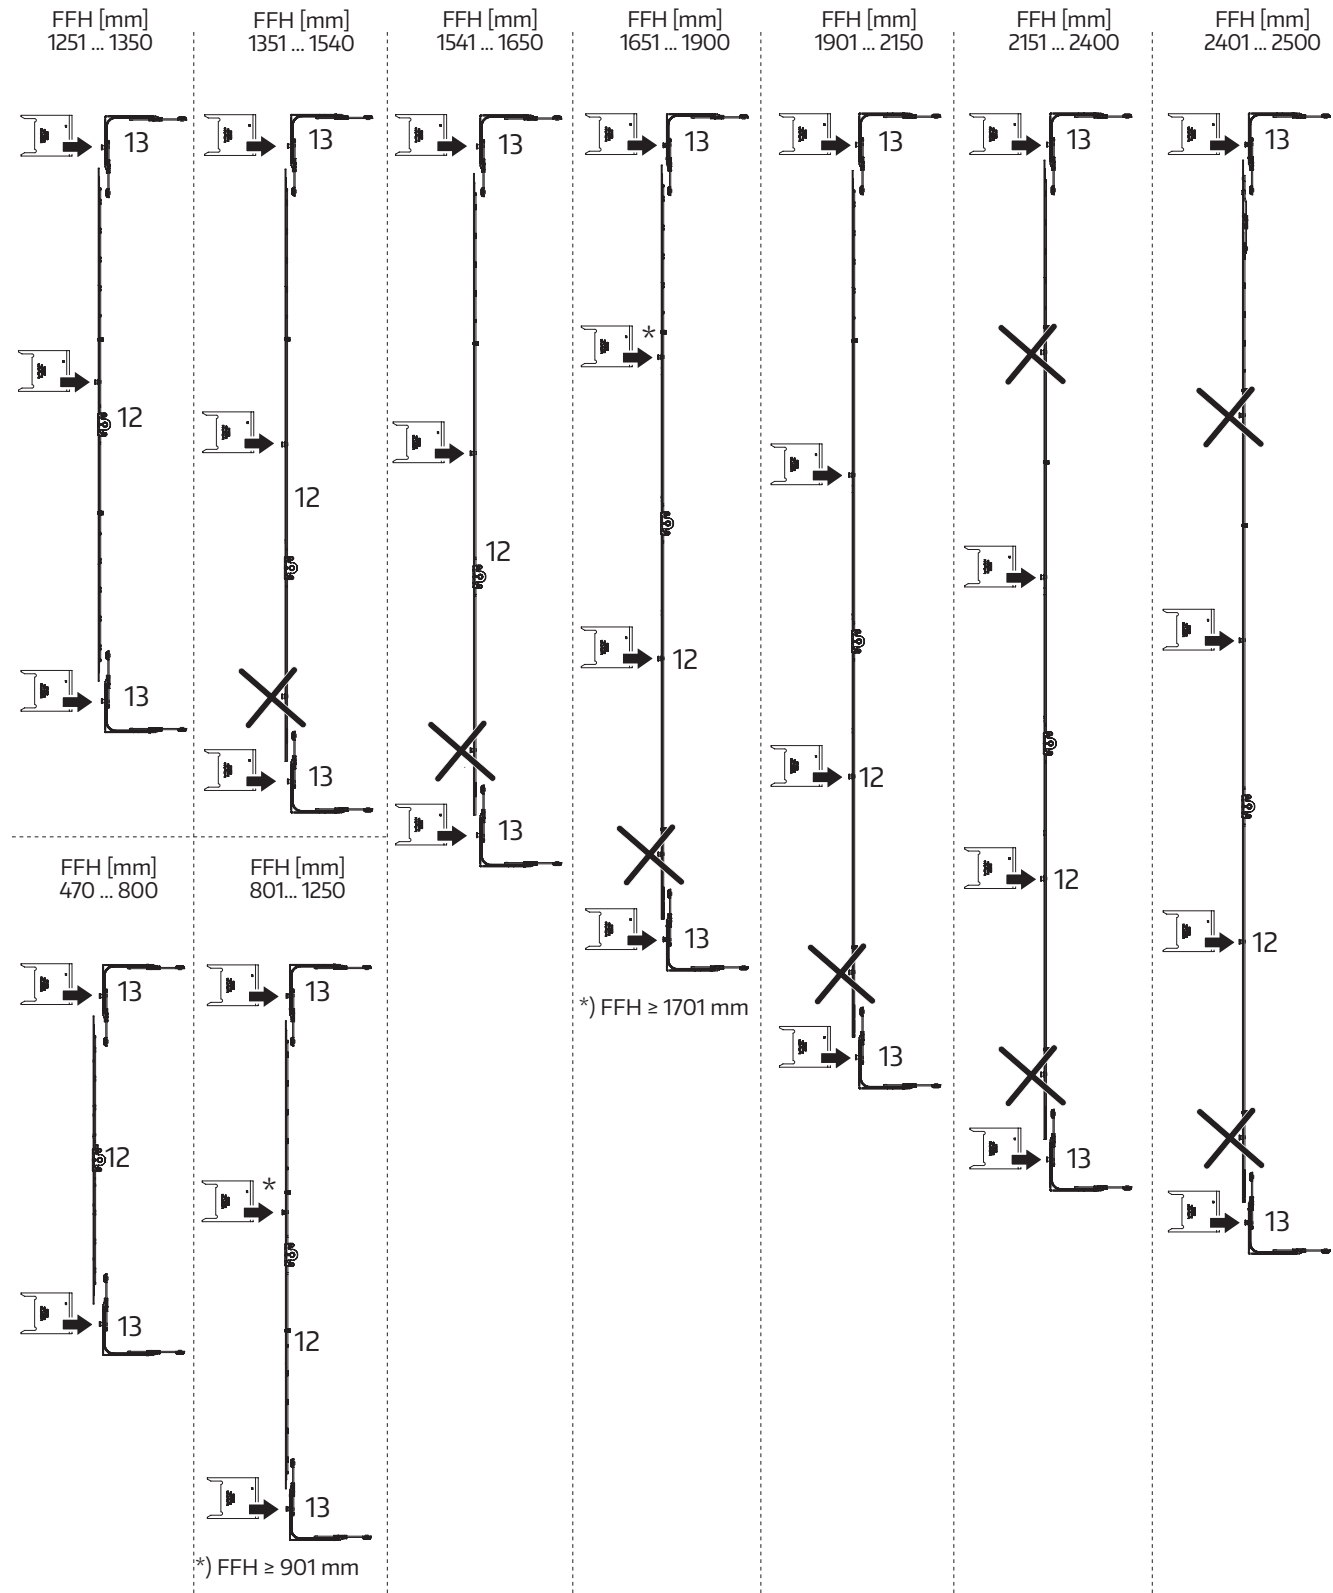 FFH [mm]
1251 ... 1350
FFH [mm]
1351 ... 1540
FFH [mm]
1541 ... 1650
FFH [mm]
1651 ... 1900
FFH [mm]
1901 ... 2150
FFH [mm]
2151 ... 2400
FFH [mm]
2401 ... 2500
13
12
13
13
12
13
13
12
13
13
*
12
13
*) FFH ≥ 1701 mm
13
12
13
13
12
13
13
12
13
FFH [mm]
470 ... 800
13
12
13
FFH [mm]
801... 1250
13
*
12
13
*) FFH ≥ 901 mm